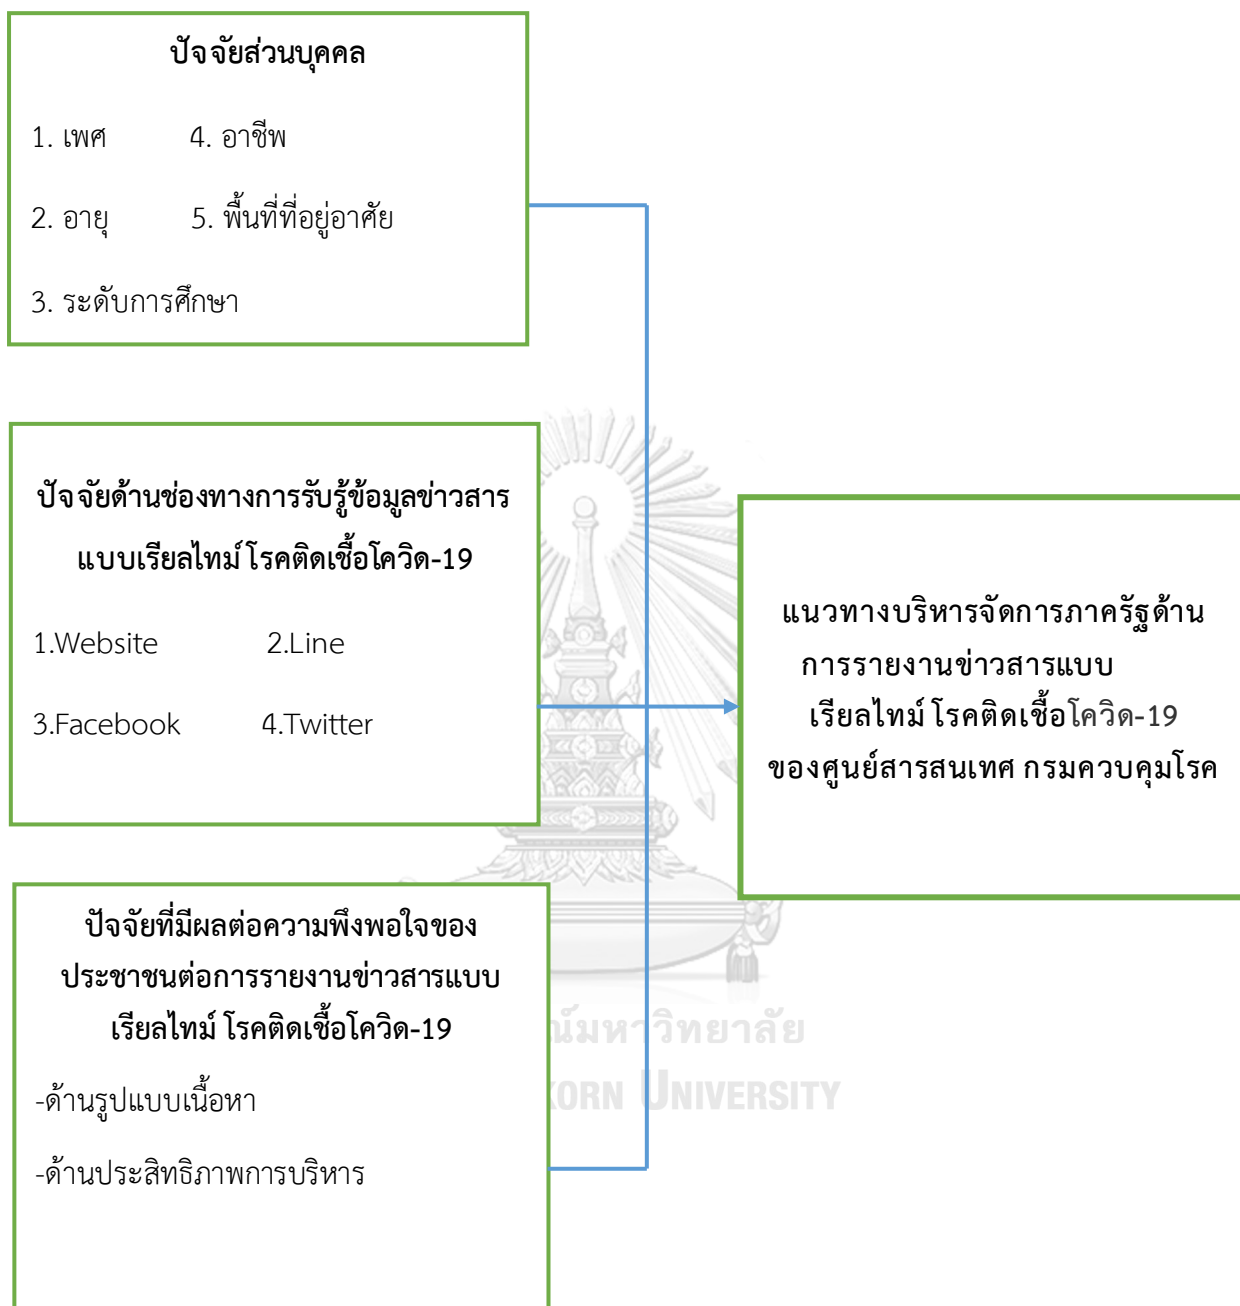 ปัจจัยส่วนบุคคล
1. เพศ 4. อาชีพ
2. อายุ 5. พื้นที่ที่อยู่อาศัย
3. ระดับการศึกษา
ปัจจัยด้านช่องทางการรับรู้ข้อมูลข่าวสาร
แบบเรียลไทม์ โรคติดเชื้อโควิด-19
1.Website 2.Line
3.Facebook 4.Twitter
ปัจจัยที่มีผลต่อความพึงพอใจของ
ประชาชนต่อการรายงานข่าวสารแบบ
เรียลไทม์ โรคติดเชื้อโควิด-19
-ด้านรูปแบบเนื้อหา
-ด้านประสิทธิภาพการบริหาร
แนวทางบริหารจัดการภาครัฐด้าน
การรายงานข่าวสารแบบ
เรียลไทม์ โรคติดเชื้อโควิด-19
ของศูนย์สารสนเทศ กรมควบคุมโรค
ณ์มหาวิทยาลัย
KORN UNIVERSITY